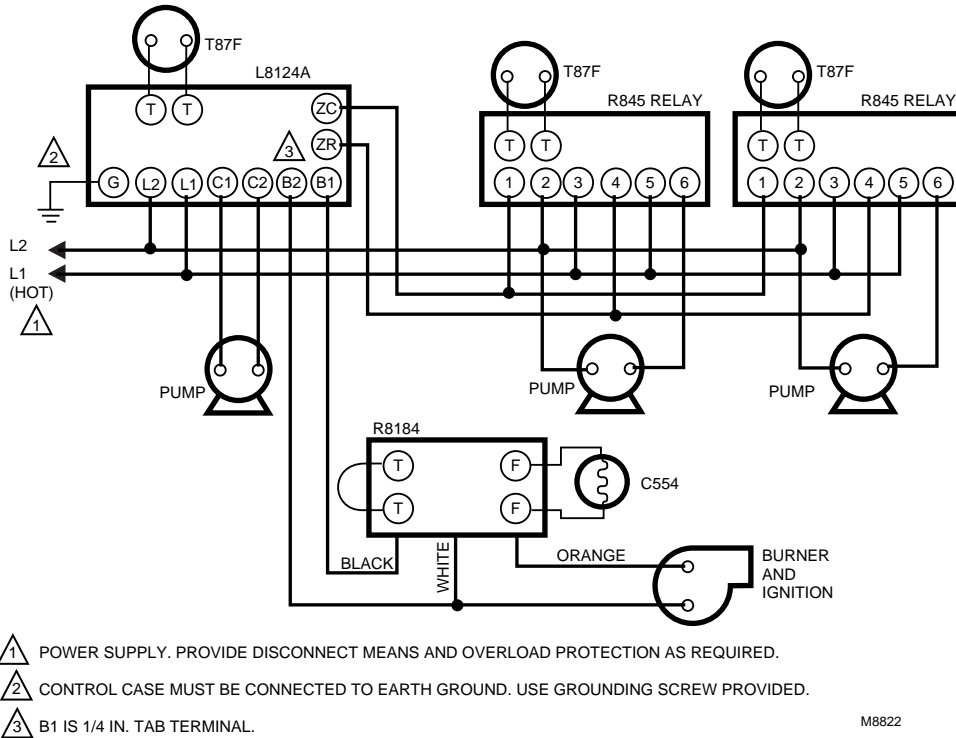 T87F
L8124A
T T ZC
ZR
3
2
G L2 L1 C1 C2 B2 B1
T87F
R845 RELAY
T T
1 2 3 4 5 6
T87F
R845 RELAY
T T
1 2 3 4 5 6
L2
L1
(HOT)
1
PUMP
PUMP
PUMP
R8184
T F
T F
C554
BLACK
WHITE
ORANGE
BURNER
AND
IGNITION
1 POWER SUPPLY. PROVIDE DISCONNECT MEANS AND OVERLOAD PROTECTION AS REQUIRED.
2 CONTROL CASE MUST BE CONNECTED TO EARTH GROUND. USE GROUNDING SCREW PROVIDED.
3 B1 IS 1/4 IN. TAB TERMINAL.
M8822